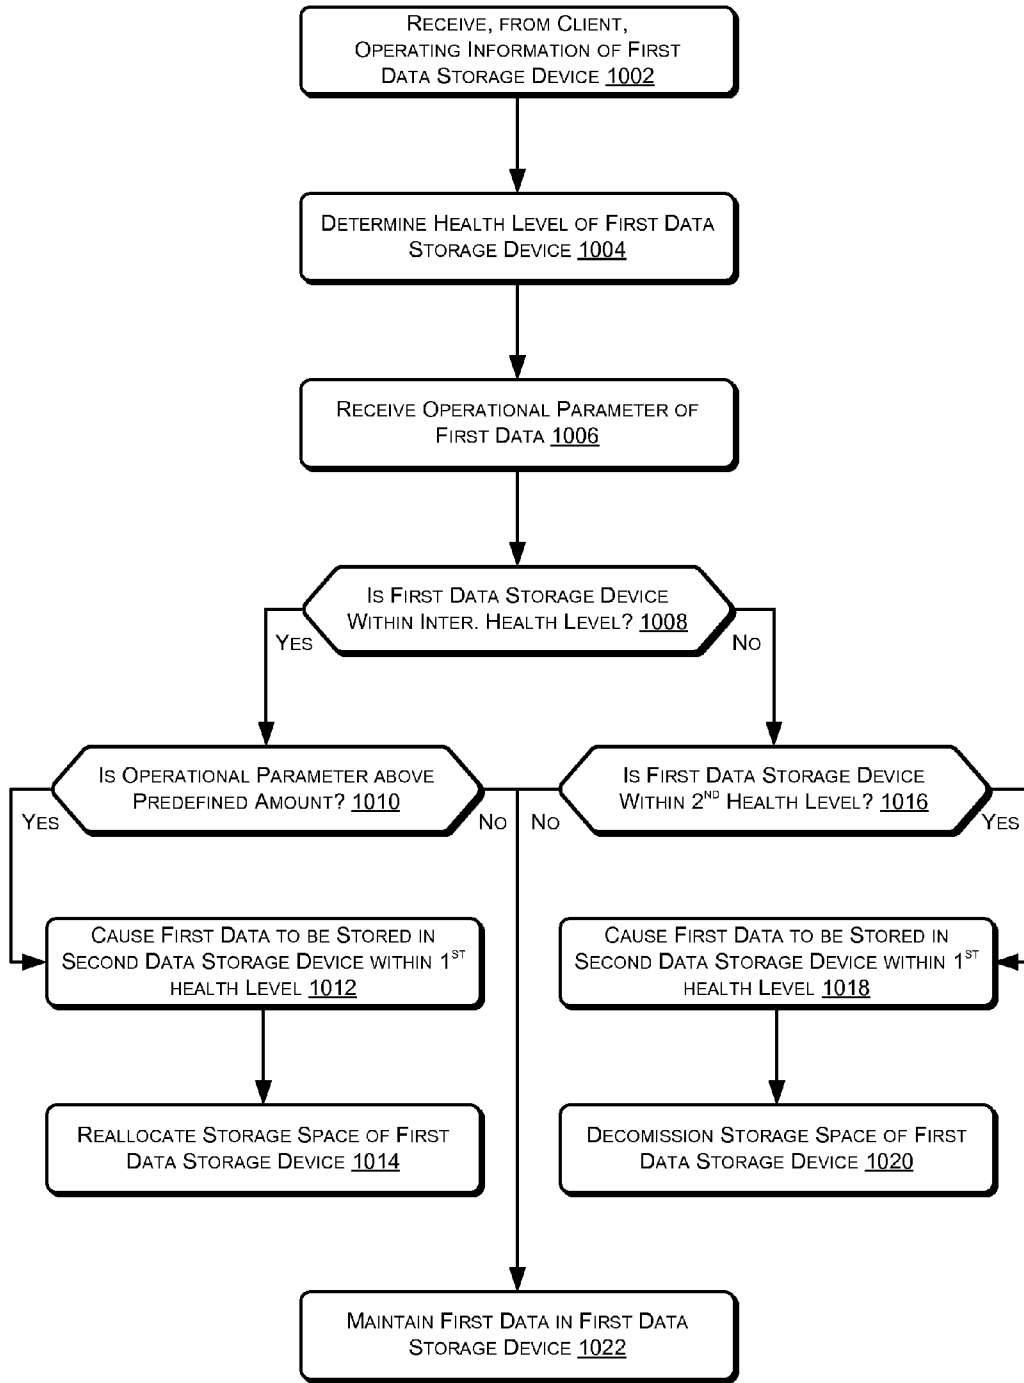 RECEIVE, FROM CLIENT,
OPERATING INFORMATION OF FIRST
DATA STORAGE DEVICE 1002
DETERMINE HEALTH LEVEL OF FIRST DATA
STORAGE DEVICE 1004
RECEIVE OPERATIONAL PARAMETER OF
FIRST DATA 1006
IS FIRST DATA STORAGE DEVICE
WITHIN INTER. HEALTH LEVEL? 1008
YES
NO
IS OPERATIONAL PARAMETER ABOVE
PREDEFINED AMOUNT? 1010
YES
NO
IS FIRST DATA STORAGE DEVICE
WITHIN 2ND HEALTH LEVEL? 1016
NO
YES
CAUSE FIRST DATA TO BE STORED IN
SECOND DATA STORAGE DEVICE WITHIN 1ST
HEALTH LEVEL 1012
CAUSE FIRST DATA TO BE STORED IN
SECOND DATA STORAGE DEVICE WITHIN 1ST
HEALTH LEVEL 1018
REALLOCATE STORAGE SPACE OF FIRST
DATA STORAGE DEVICE 1014
DECOMISSION STORAGE SPACE OF FIRST
DATA STORAGE DEVICE 1020
MAINTAIN FIRST DATA IN FIRST DATA
STORAGE DEVICE 1022